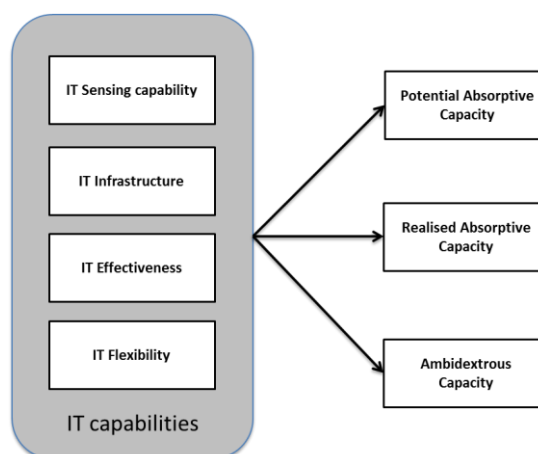 IT Sensing capability
IT Infrastructure
IT Effectiveness
IT Flexibility
IT capabilities
Potential Absorptive
Capacity
Realised Absorptive
Capacity
Ambidextrous
Capacity